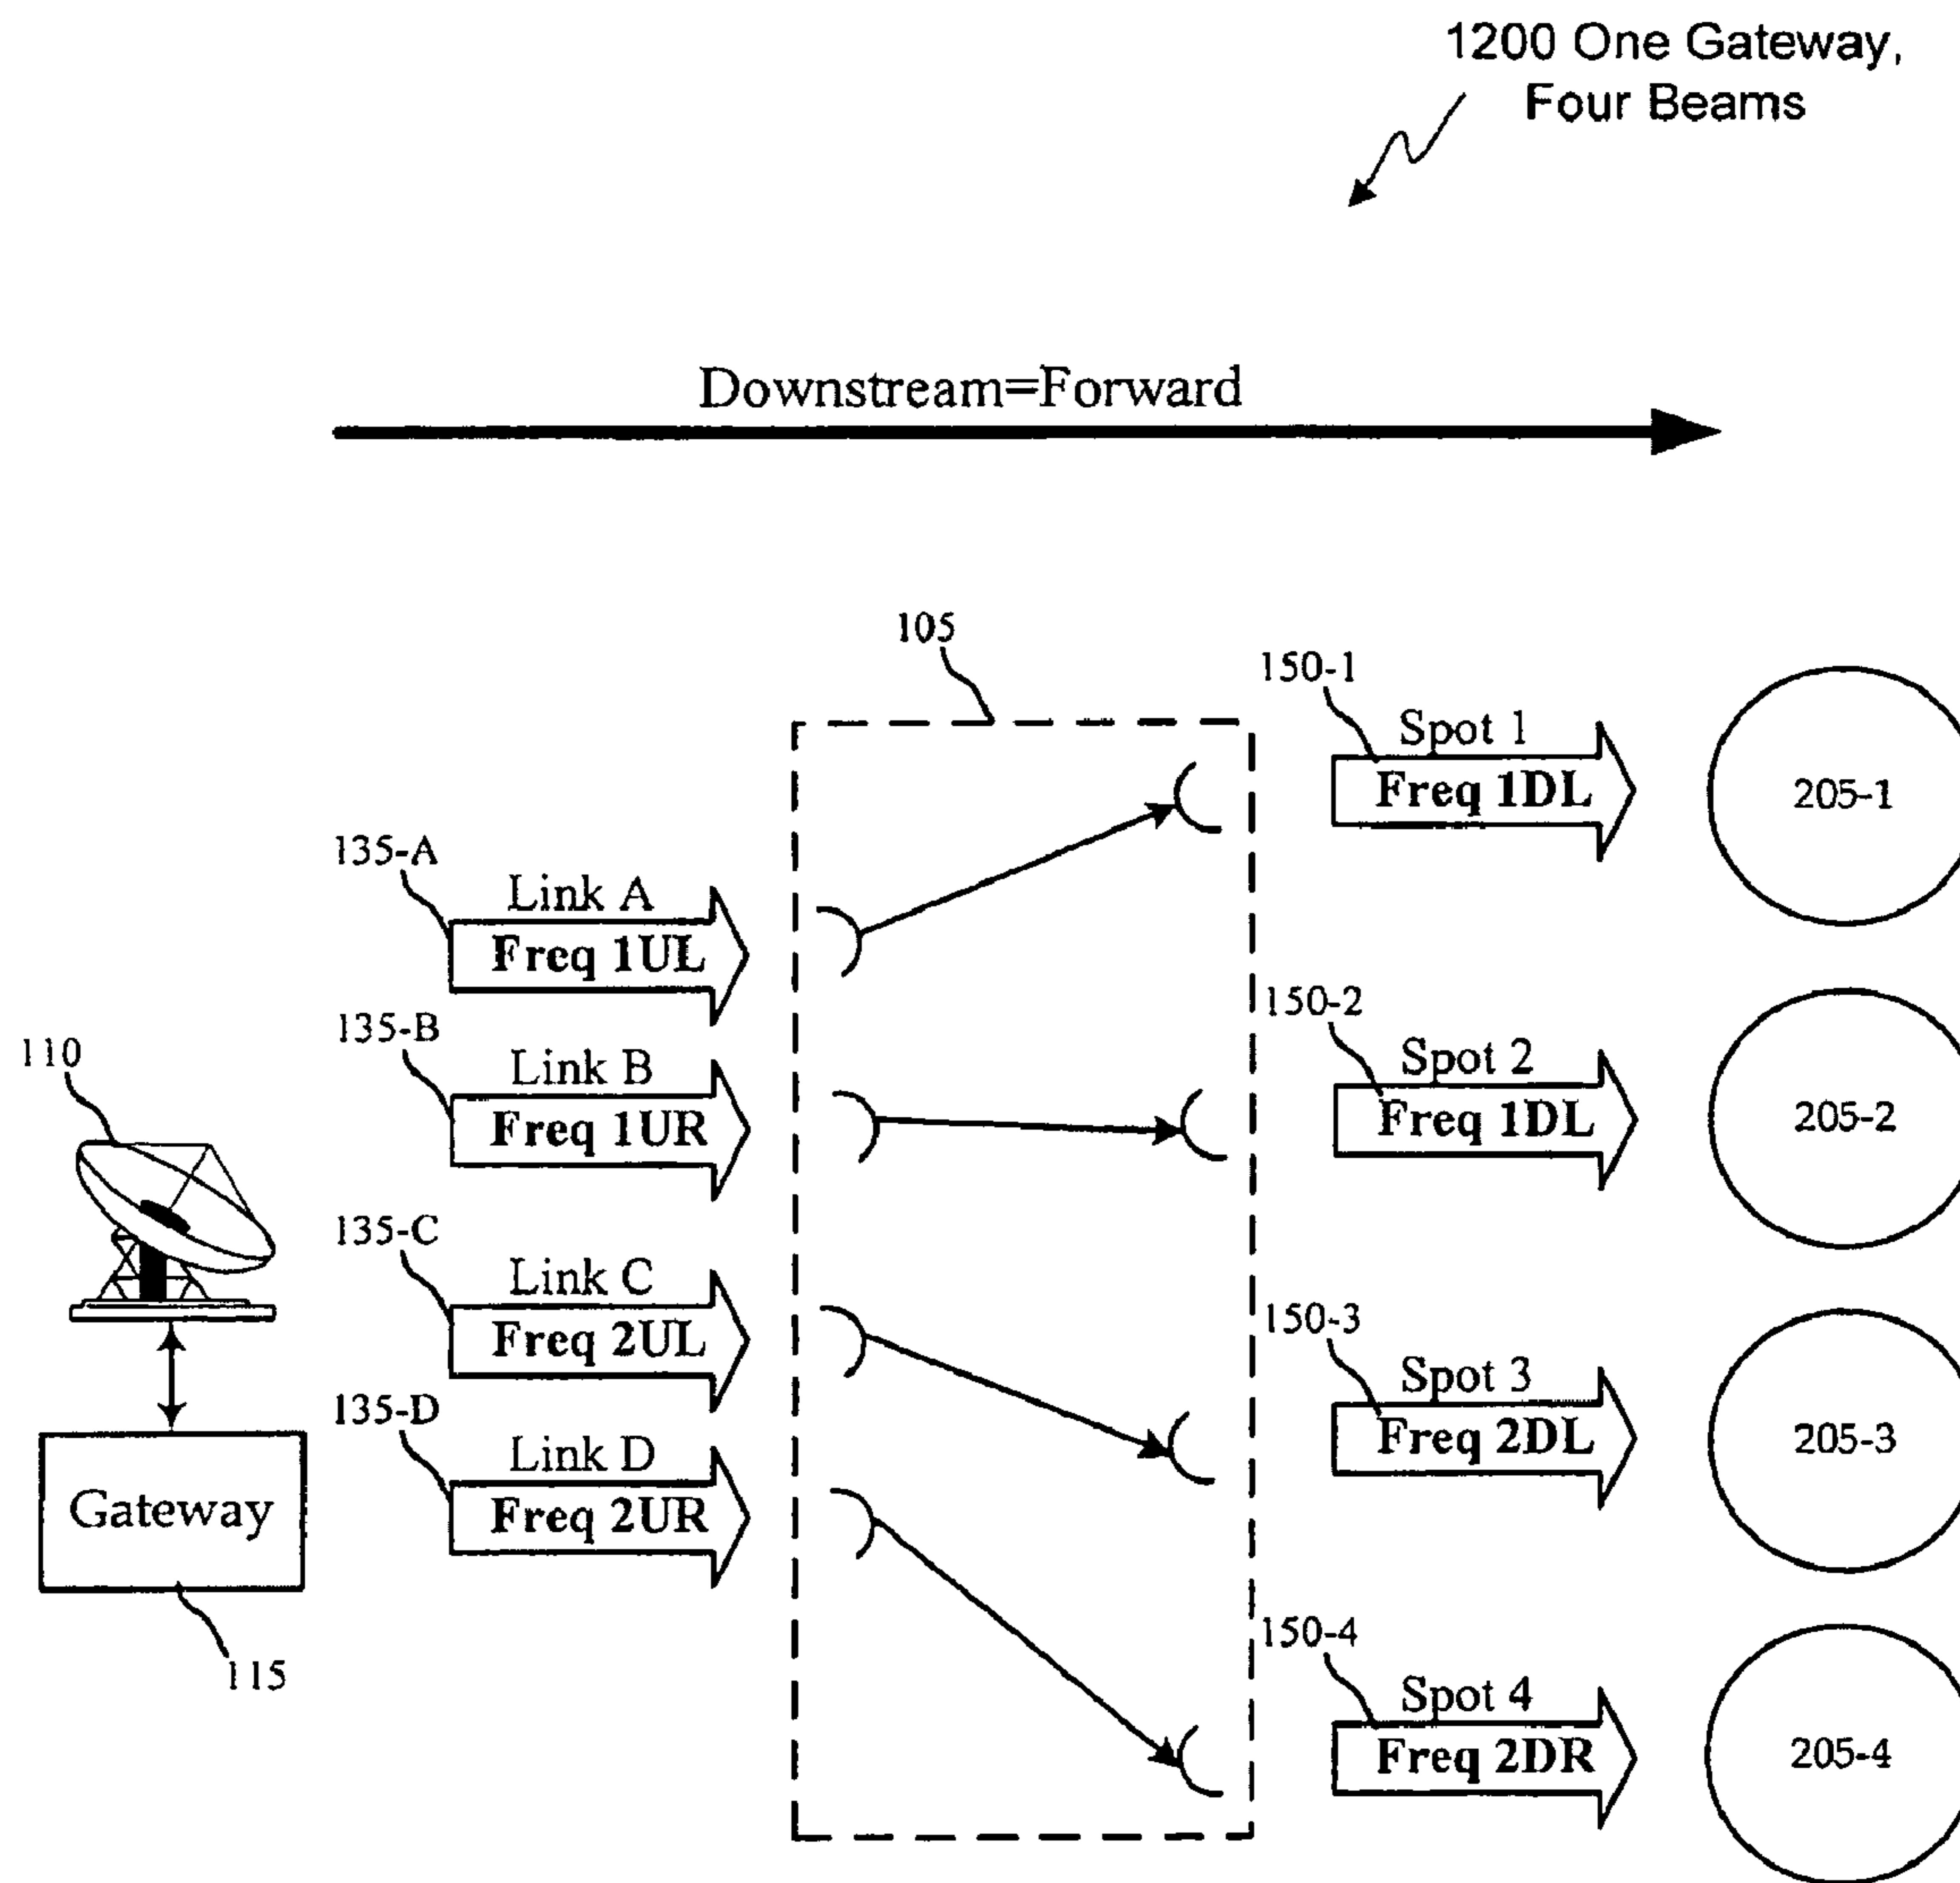 1200 One Gateway,
Four Beams
Downstream=Forward
105
150-1
Spot 1
Freq 1DL
205-1
135-A
Link A
Freq 1UL
150-2
Spot 2
Freq 1DL
205-2
135-B
Link B
Freq 1UR
110
135-C
Link C
Freq 2UL
150-3
Spot 3
Freq 2DL
205-3
135-D
Link D
Freq 2UR
Gateway
115
150-4
Spot 4
Freq 2DR
205-4